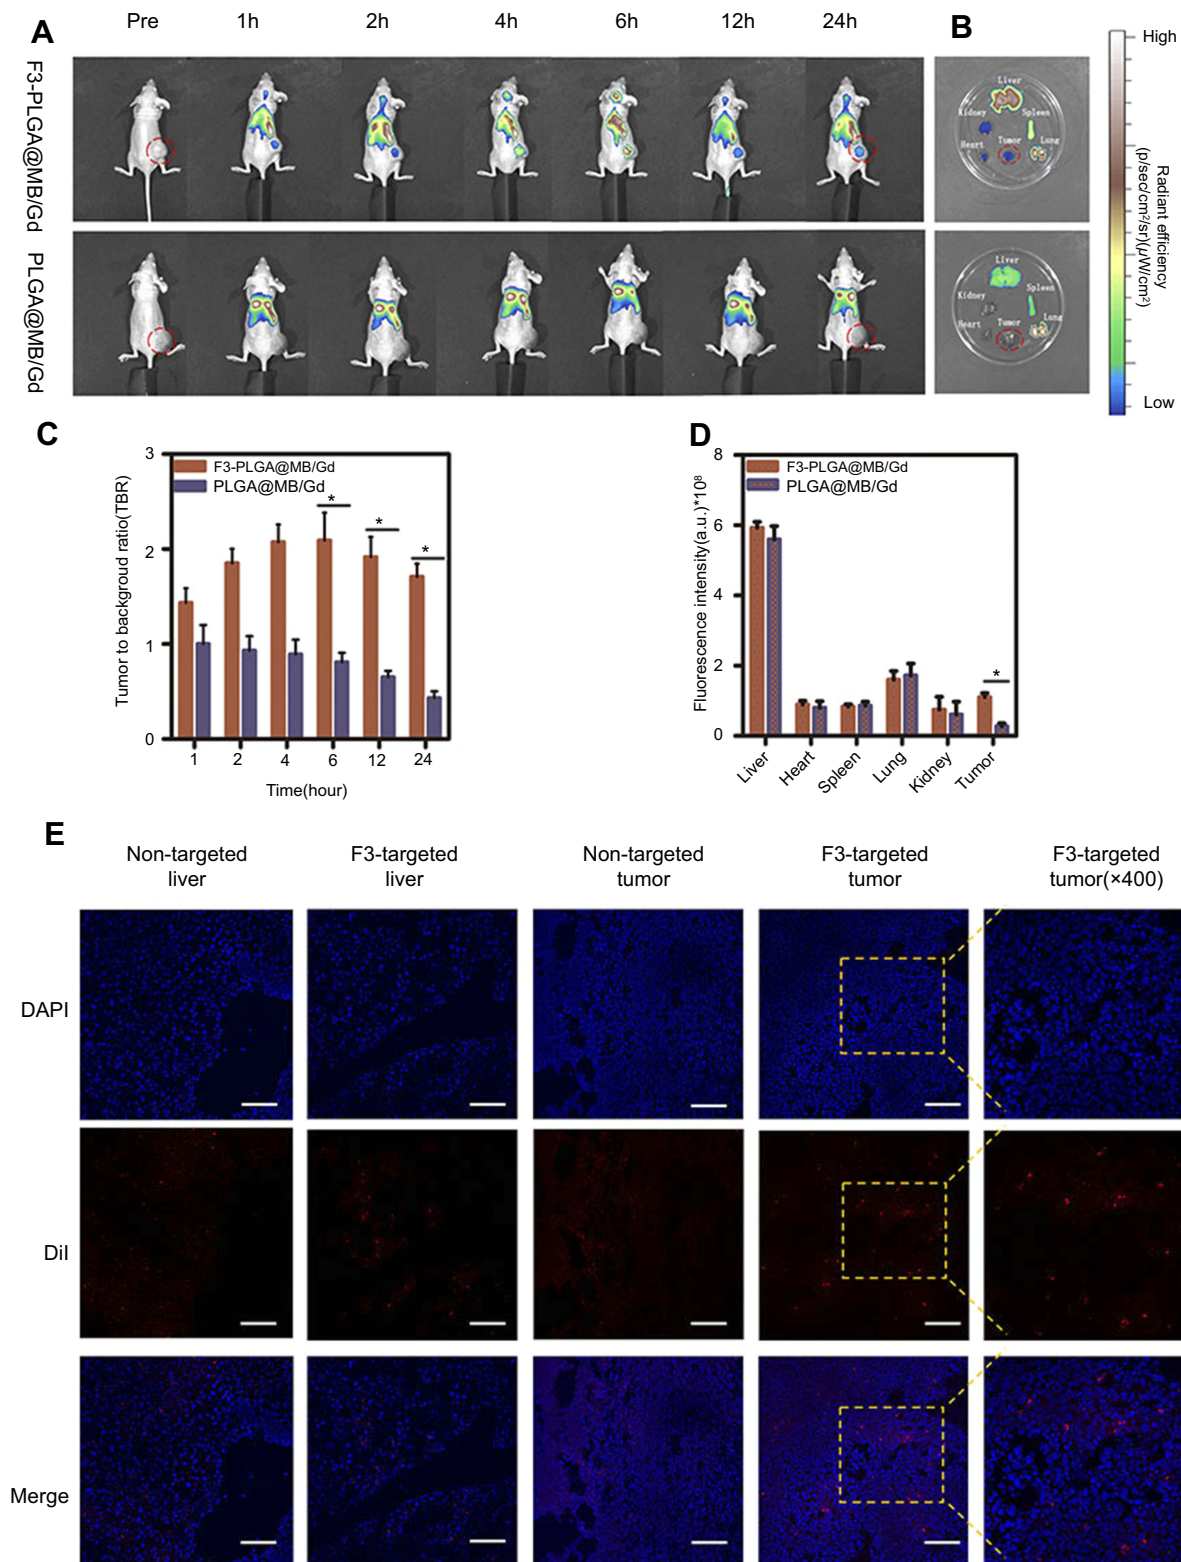 A
Pre 1h 2h 4h 6h 12h 24h
B
F3-PLGA@MB/Gd
PLGA@MB/Gd
Liver
Kidney
Spleen
Heart
Tumor
Lung
Liver
Kidney
Spleen
Heart
Tumor
Lung
High
Low
Radiant efficiency
(p/sec/cm²/sr)(μW/cm²)
C
3
2
1
0
Tumor to backgroud ratio(TBR)
F3-PLGA@MB/Gd
PLGA@MB/Gd
* * *
1 2 4 6 12 24
Time(hour)
D
8
6
4
2
0
Fluorescence intensity(a.u.)*10⁸
F3-PLGA@MB/Gd
PLGA@MB/Gd
*
Liver Heart Spleen Lung Kidney Tumor
E
Non-targeted
liver
F3-targeted
liver
Non-targeted
tumor
F3-targeted
tumor
F3-targeted
tumor(×400)
DAPI
DiI
Merge